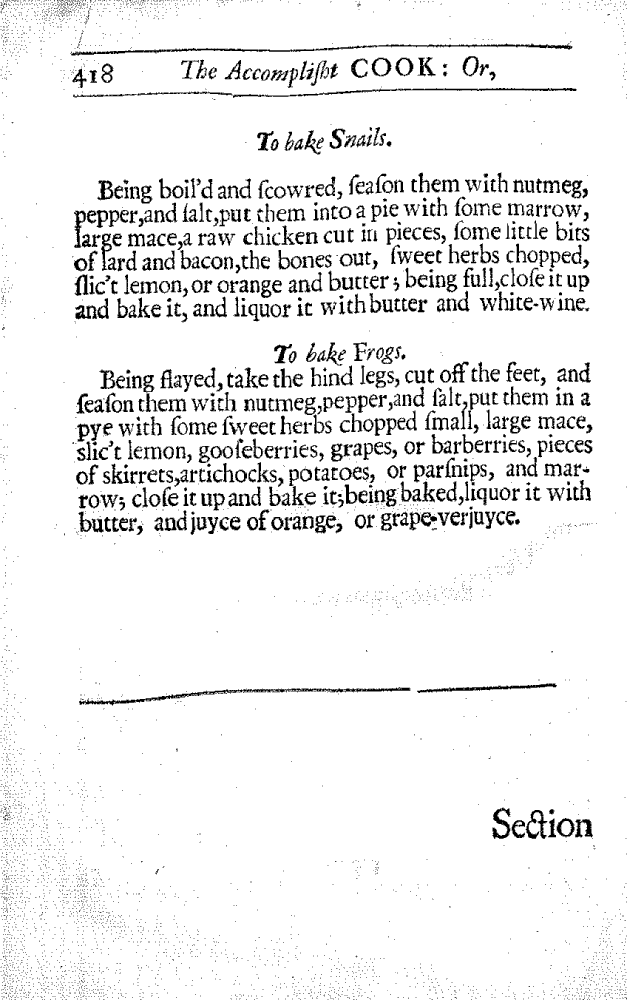 418 The Accompliſht COOK: Or,
To bake Snails.
Being boil'd and ſcowred, ſeaſon them with nutmeg,
pepper,and ſalt,put them into a pie with ſome marrow,
large mace,a raw chicken cut in pieces, ſome little bits
of lard and bacon,the bones out, ſweet herbs chopped,
ſlic't lemon, or orange and butter; being full,cloſe it up
and bake it, and liquor it with butter and white-wine.
To bake Frogs.
Being flayed, take the hind legs, cut off the feet, and
ſeaſon them with nutmeg,pepper,and ſalt,put them in a
pye with ſome ſweet herbs chopped ſmall, large mace,
slic't lemon, gooſeberries, grapes, or barberries, pieces
of skirrets,artichocks, potatoes, or parſnips, and mar-
row; cloſe it up and bake it;being baked,liquor it with
butter, and juyce of orange, or grape-verjuyce.
Section